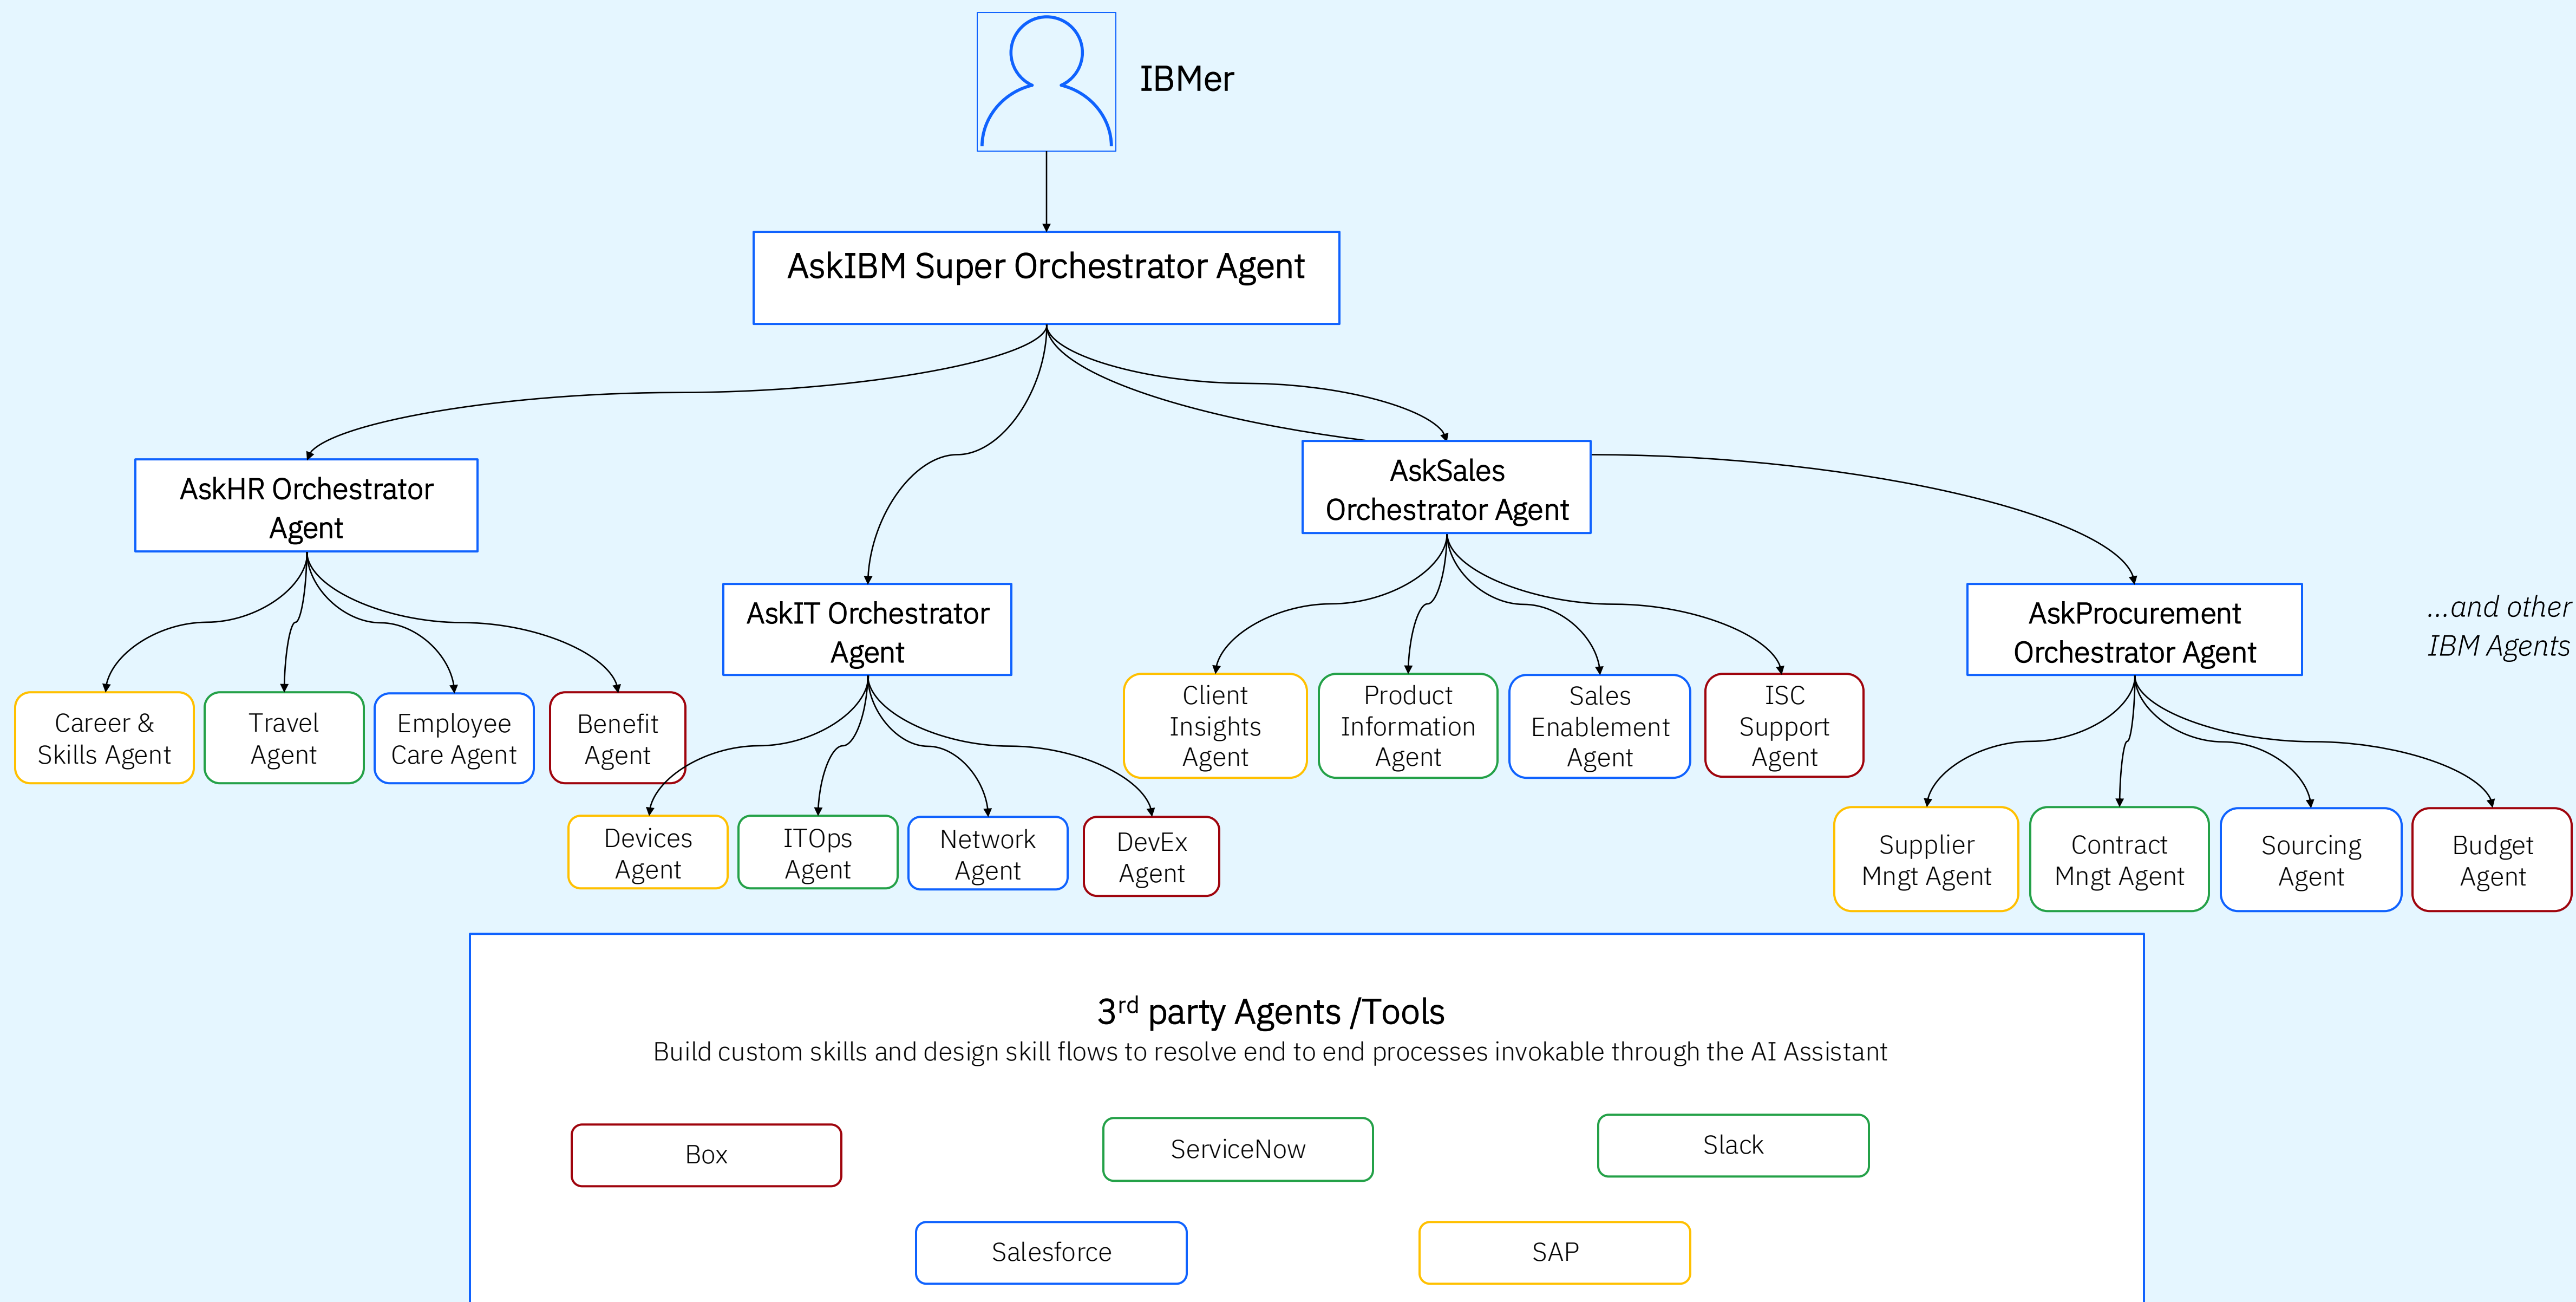 IBMer
AskIBM Super Orchestrator Agent
AskHR Orchestrator
Agent
Career &
Skills Agent
Travel
Agent
Employee
Care Agent
Benefit
Agent
AskIT Orchestrator
Agent
Devices
Agent
ITOps
Agent
Network
Agent
DevEx
Agent
AskSales
Orchestrator Agent
Client
Insights
Agent
Product
Information
Agent
Sales
Enablement
Agent
ISC
Support
Agent
AskProcurement
Orchestrator Agent
Supplier
Mngt Agent
Contract
Mngt Agent
Sourcing
Agent
Budget
Agent
...and other
IBM Agents
3rd party Agents /Tools
Build custom skills and design skill flows to resolve end to end processes invokable through the AI Assistant
Box
ServiceNow
Slack
Salesforce
SAP